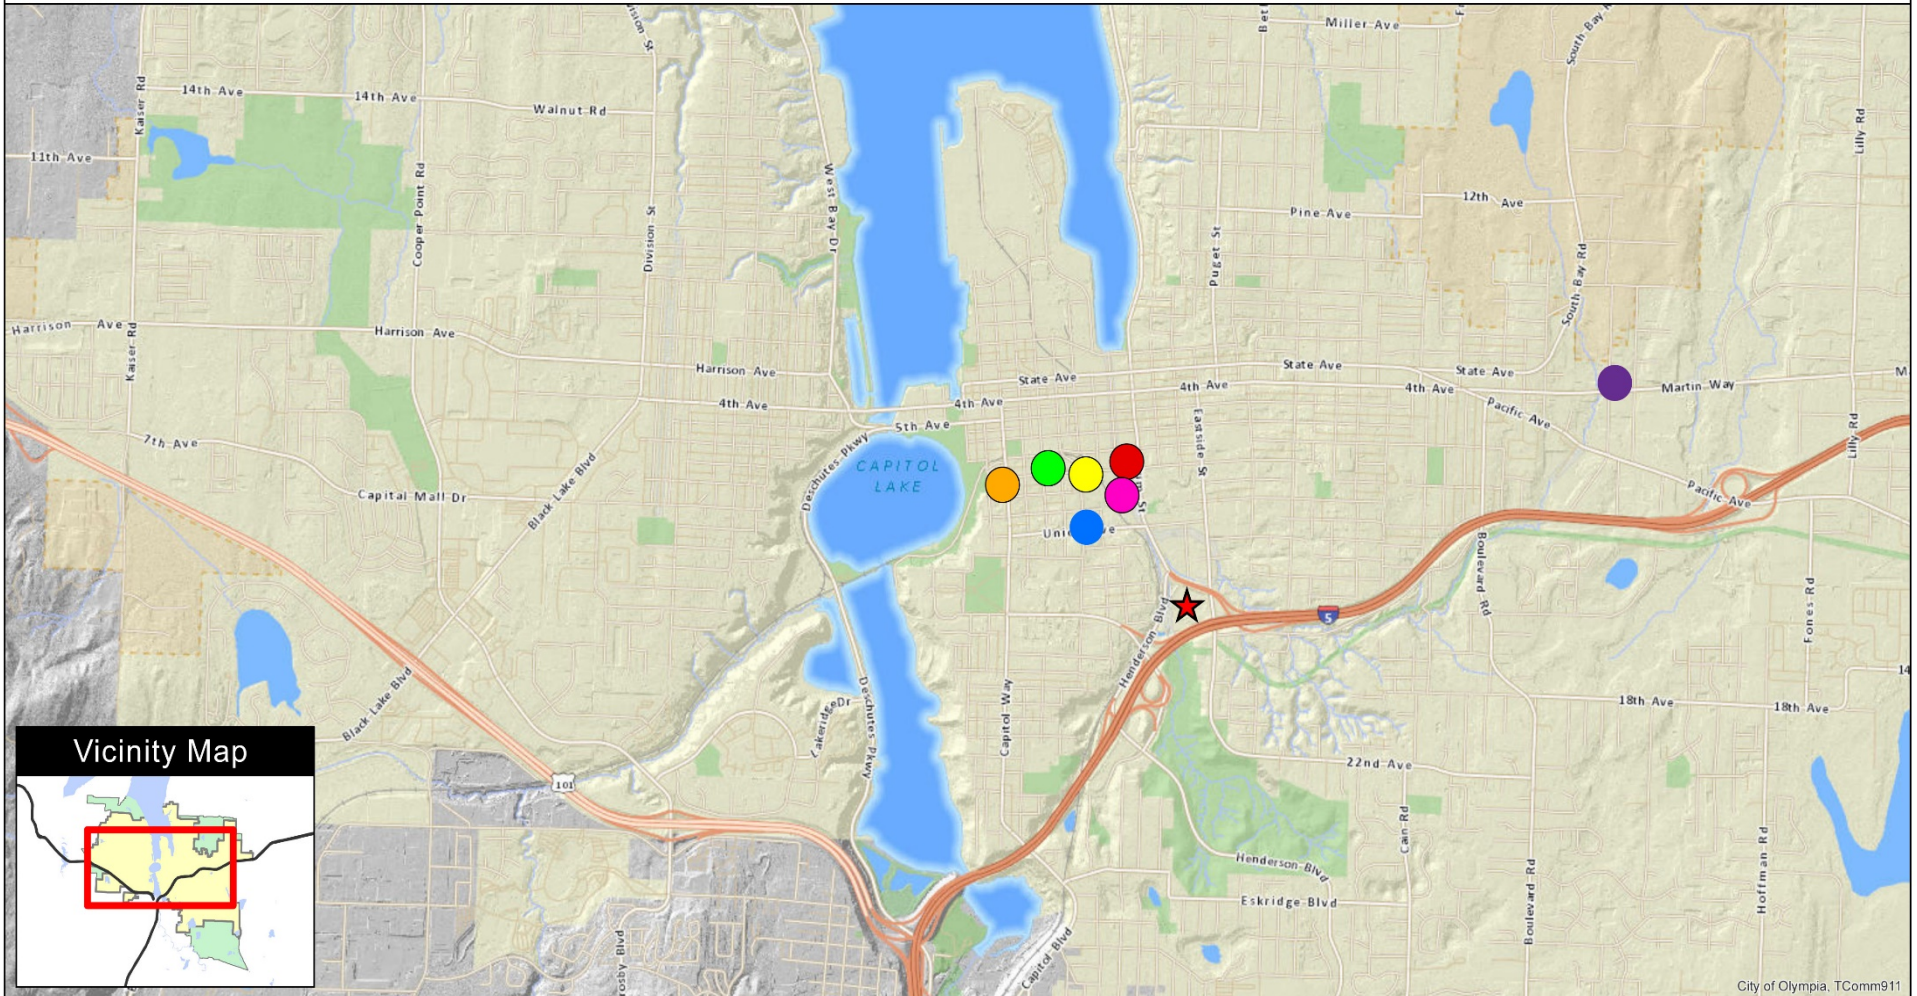 Miller Ave
South Bay R
14th Ave
14th Ave
Walnut Rd
Kaiser Rd
11th Ave
Cooper Point Rd
Division St
West Bay Dr
Puget St
Pine Ave
12th Ave
Lilly Rd
South Bay Rd
Harrison Ave
Kaiser Rd
Harrison Ave
Harrison Ave
State Ave
State Ave
State Ave
4th Ave
4th Ave
4th Ave
4th Ave
Martin Way
Pacific Ave
5th Ave
7th Ave
Deschutes Pkwy
CAPITOL
LAKE
Eastside St
Lilly Rd
Capital Mall Dr
Black Lake Blvd
St
Pacific Ave
Boulevard Rd
Fones Rd
Henderson Blvd
5
Black Lake Blvd
Lakeridge Dr
Deschutes Pkwy
Capitol Way
18th Ave
18th Ave
14
22nd Ave
Vicinity Map
101
Cain Rd
Henderson Blvd
Eskridge Blvd
Boulevard Rd
Hoffman Rd
rosby Blvd
Capitol Blvd
City of Olympia, TComm911